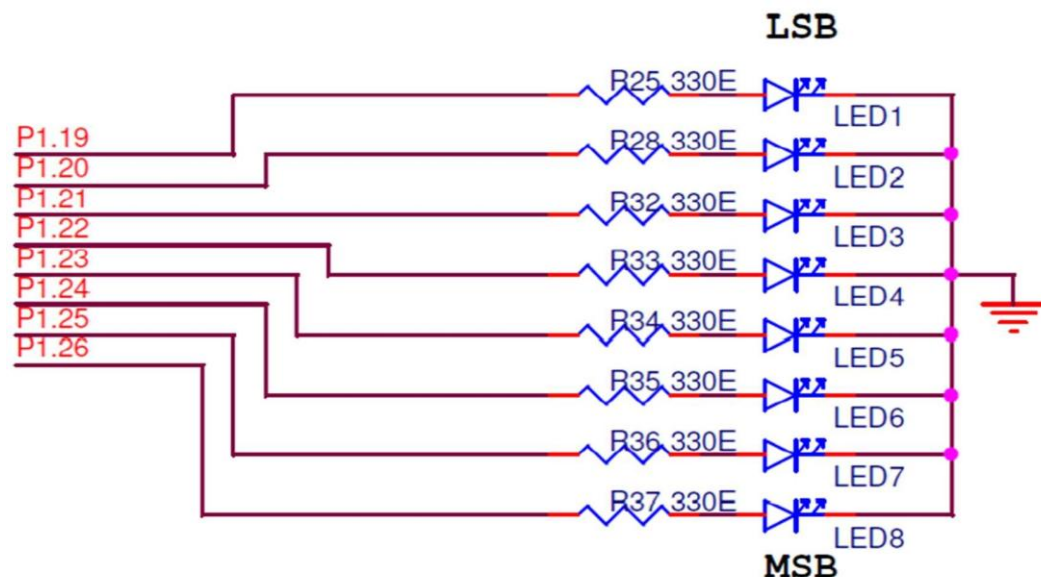 LSB
R25 330E
LED1
P1.19
R28 330E
P1.20
LED2
P1.21
R32 330E
P1.22
LED3
P1.23
R33 330E
P1.24
LED4
P1.25
R34 330E
P1.26
LED5
R35 330E
LED6
R36 330E
LED7
R37 330E
LED8
MSB